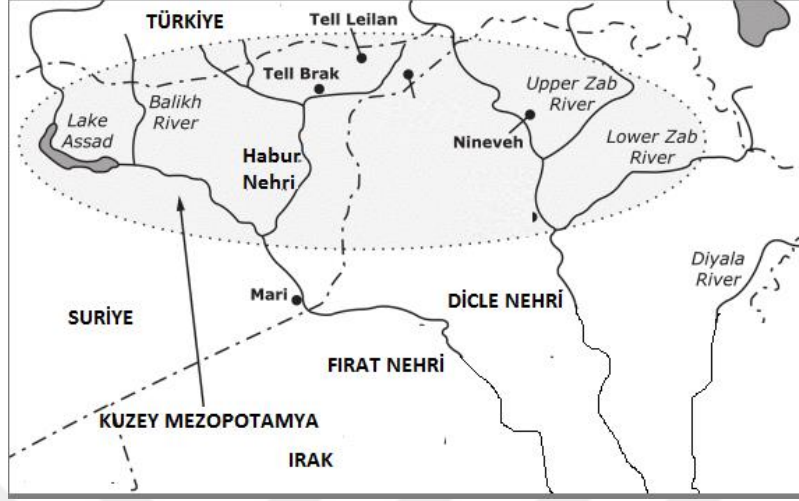 TÜRKİYE
Tell Leilan
Tell Brak
Upper Zab
River
Balikh
River
Lake
Assad
Nineveh
Lower Zab
River
Habur
Nehri
Diyala
River
Mari
DİCLE NEHRİ
SURİYE
FIRAT NEHRİ
KUZEY MEZOPOTAMYA
IRAK